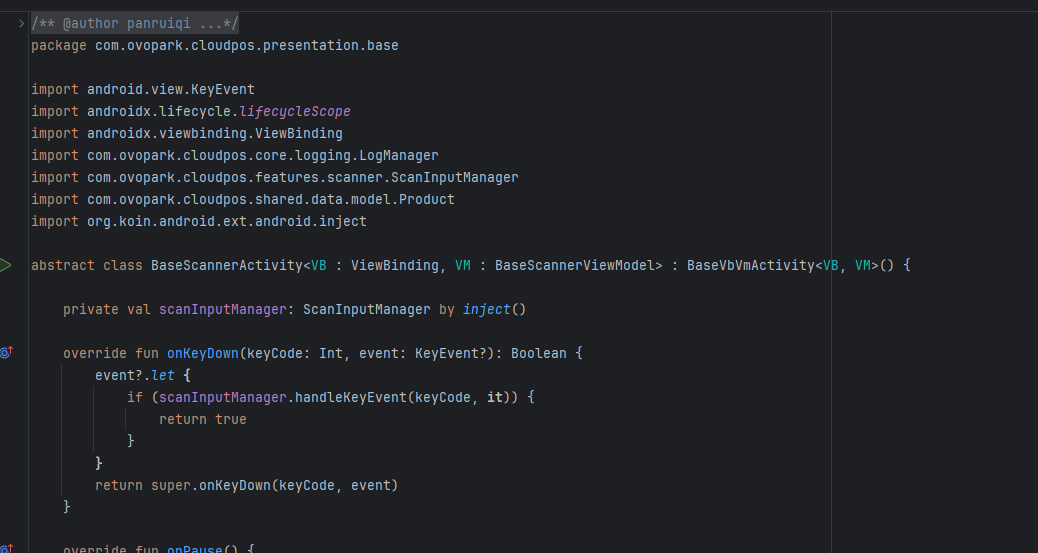 /** @author panruiqi ...*/
package com.ovopark.cloudpos.presentation.base
import android.view.KeyEvent
import androidx.lifecycle.lifecycleScope
import androidx.viewbinding.ViewBinding
import com.ovopark.cloudpos.core.logging.LogManager
import com.ovopark.cloudpos.features.scanner.ScanInputManager
import com.ovopark.cloudpos.shared.data.model.Product
import org.koin.android.ext.android.inject
abstract class BaseScannerActivity<VB : ViewBinding, VM : BaseScannerViewModel> : BaseVbVmActivity<VB, VM>() {
    private val scanInputManager: ScanInputManager by inject()
    override fun onKeyDown(keyCode: Int, event: KeyEvent?): Boolean {
        event?.let {
            if (scanInputManager.handleKeyEvent(keyCode, it)) {
                return true
            }
        }
        return super.onKeyDown(keyCode, event)
    }
    override fun onPause() {